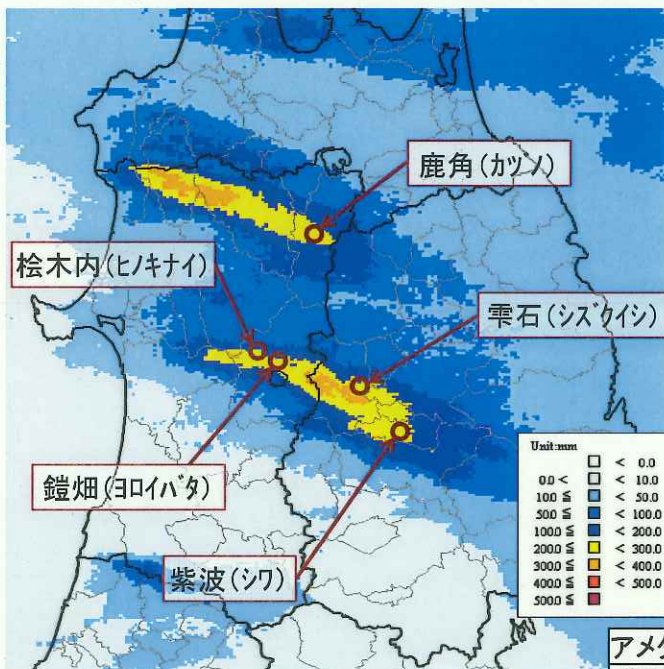 鹿角(カツノ)
桧木内(ヒノキナイ)
雫石(シズクイシ)
鎧畑(ヨロイバタ)
紫波(シワ)
Unit:mm
< 0.0
0.0 < < 10.0
10.0 ≦ < 50.0
50.0 ≦ < 100.0
100.0 ≦ < 200.0
200.0 ≦ < 300.0
300.0 ≦ < 400.0
400.0 ≦ < 500.0
500.0 ≦